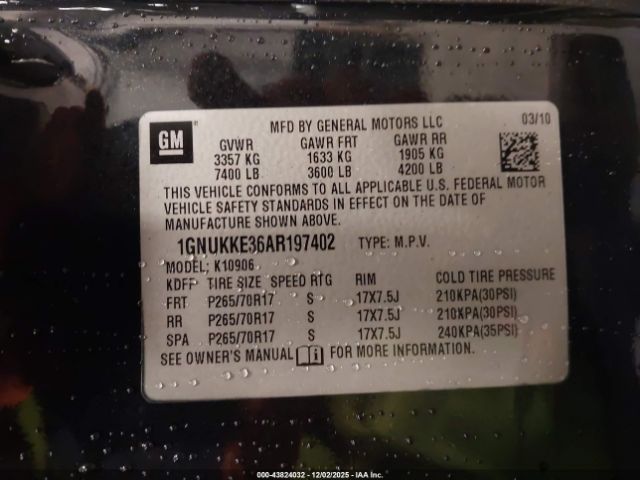 GM
MFD BY GENERAL MOTORS LLC 03/10
GVWR GAWR FRT GAWR RR
3357 KG 1633 KG 1905 KG
7400 LB 3600 LB 4200 LB
THIS VEHICLE CONFORMS TO ALL APPLICABLE U.S. FEDERAL MOTOR
VEHICLE SAFETY STANDARDS IN EFFECT ON THE DATE OF
MANUFACTURE SHOWN ABOVE.
1GNUKKE36AR197402 TYPE: M.P.V.
MODEL: K10906
KDFF TIRE SIZE SPEED RTG RIM COLD TIRE PRESSURE
FRT P265/70R17 S 17X7.5J 210KPA(30PSI)
RR P265/70R17 S 17X7.5J 210KPA(30PSI)
SPA P265/70R17 S 17X7.5J 240KPA(35PSI)
SEE OWNER'S MANUAL FOR MORE INFORMATION.
000-43824032 - 12/02/2025 - IAA Inc.